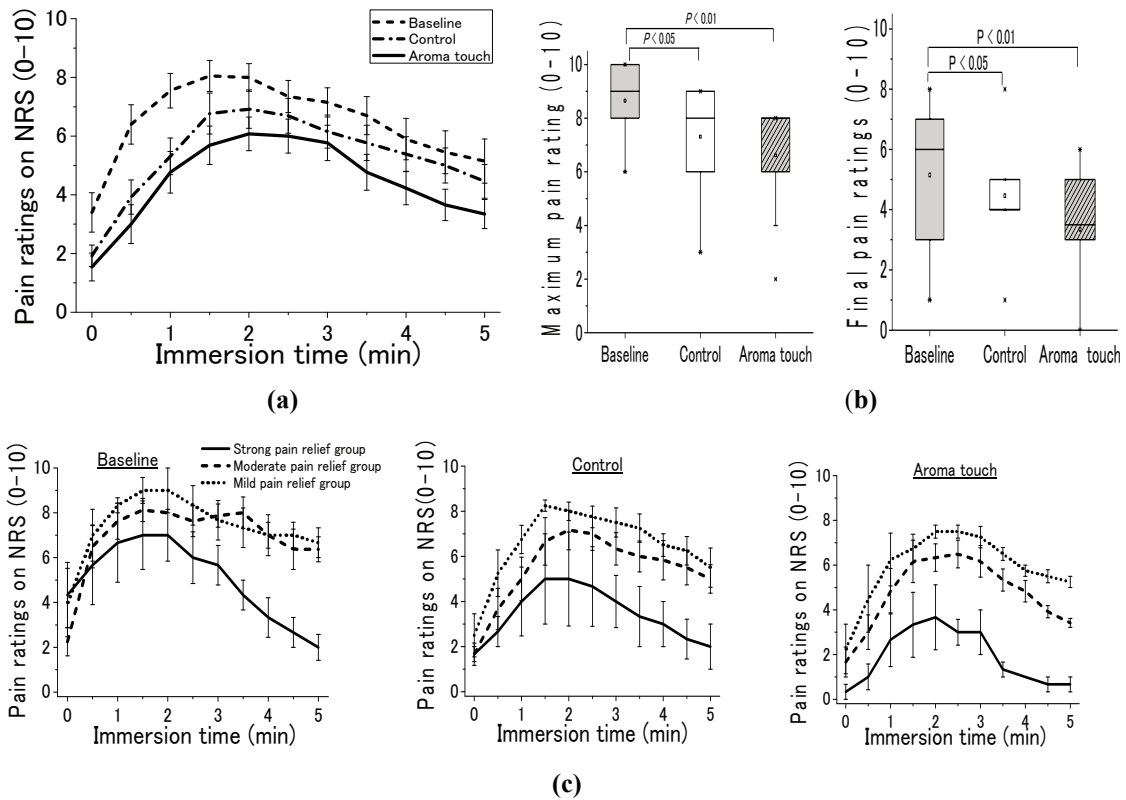 Pain ratings on NRS (0-10)
10
8
6
4
2
0
Baseline
Control
Aroma touch
0 1 2 3 4 5
Immersion time (min)
(a)
Maximum pain rating (0-10)
10
8
6
4
2
0
P < 0.01
P < 0.05
Baseline Control Aroma touch
Final pain ratings (0-10)
10
8
6
4
2
0
P < 0.01
P < 0.05
Baseline Control Aroma touch
(b)
Pain ratings on NRS (0-10)
10
8
6
4
2
0
Baseline
Strong pain relief group
Moderate pain relief group
Mild pain relief group
0 1 2 3 4 5
Immersion time (min)
Pain ratings on NRS(0-10)
10
8
6
4
2
0
Control
0 1 2 3 4 5
Immersion time (min)
Pain ratings on NRS (0-10)
10
8
6
4
2
0
Aroma touch
0 1 2 3 4 5
Immersion time (min)
(c)